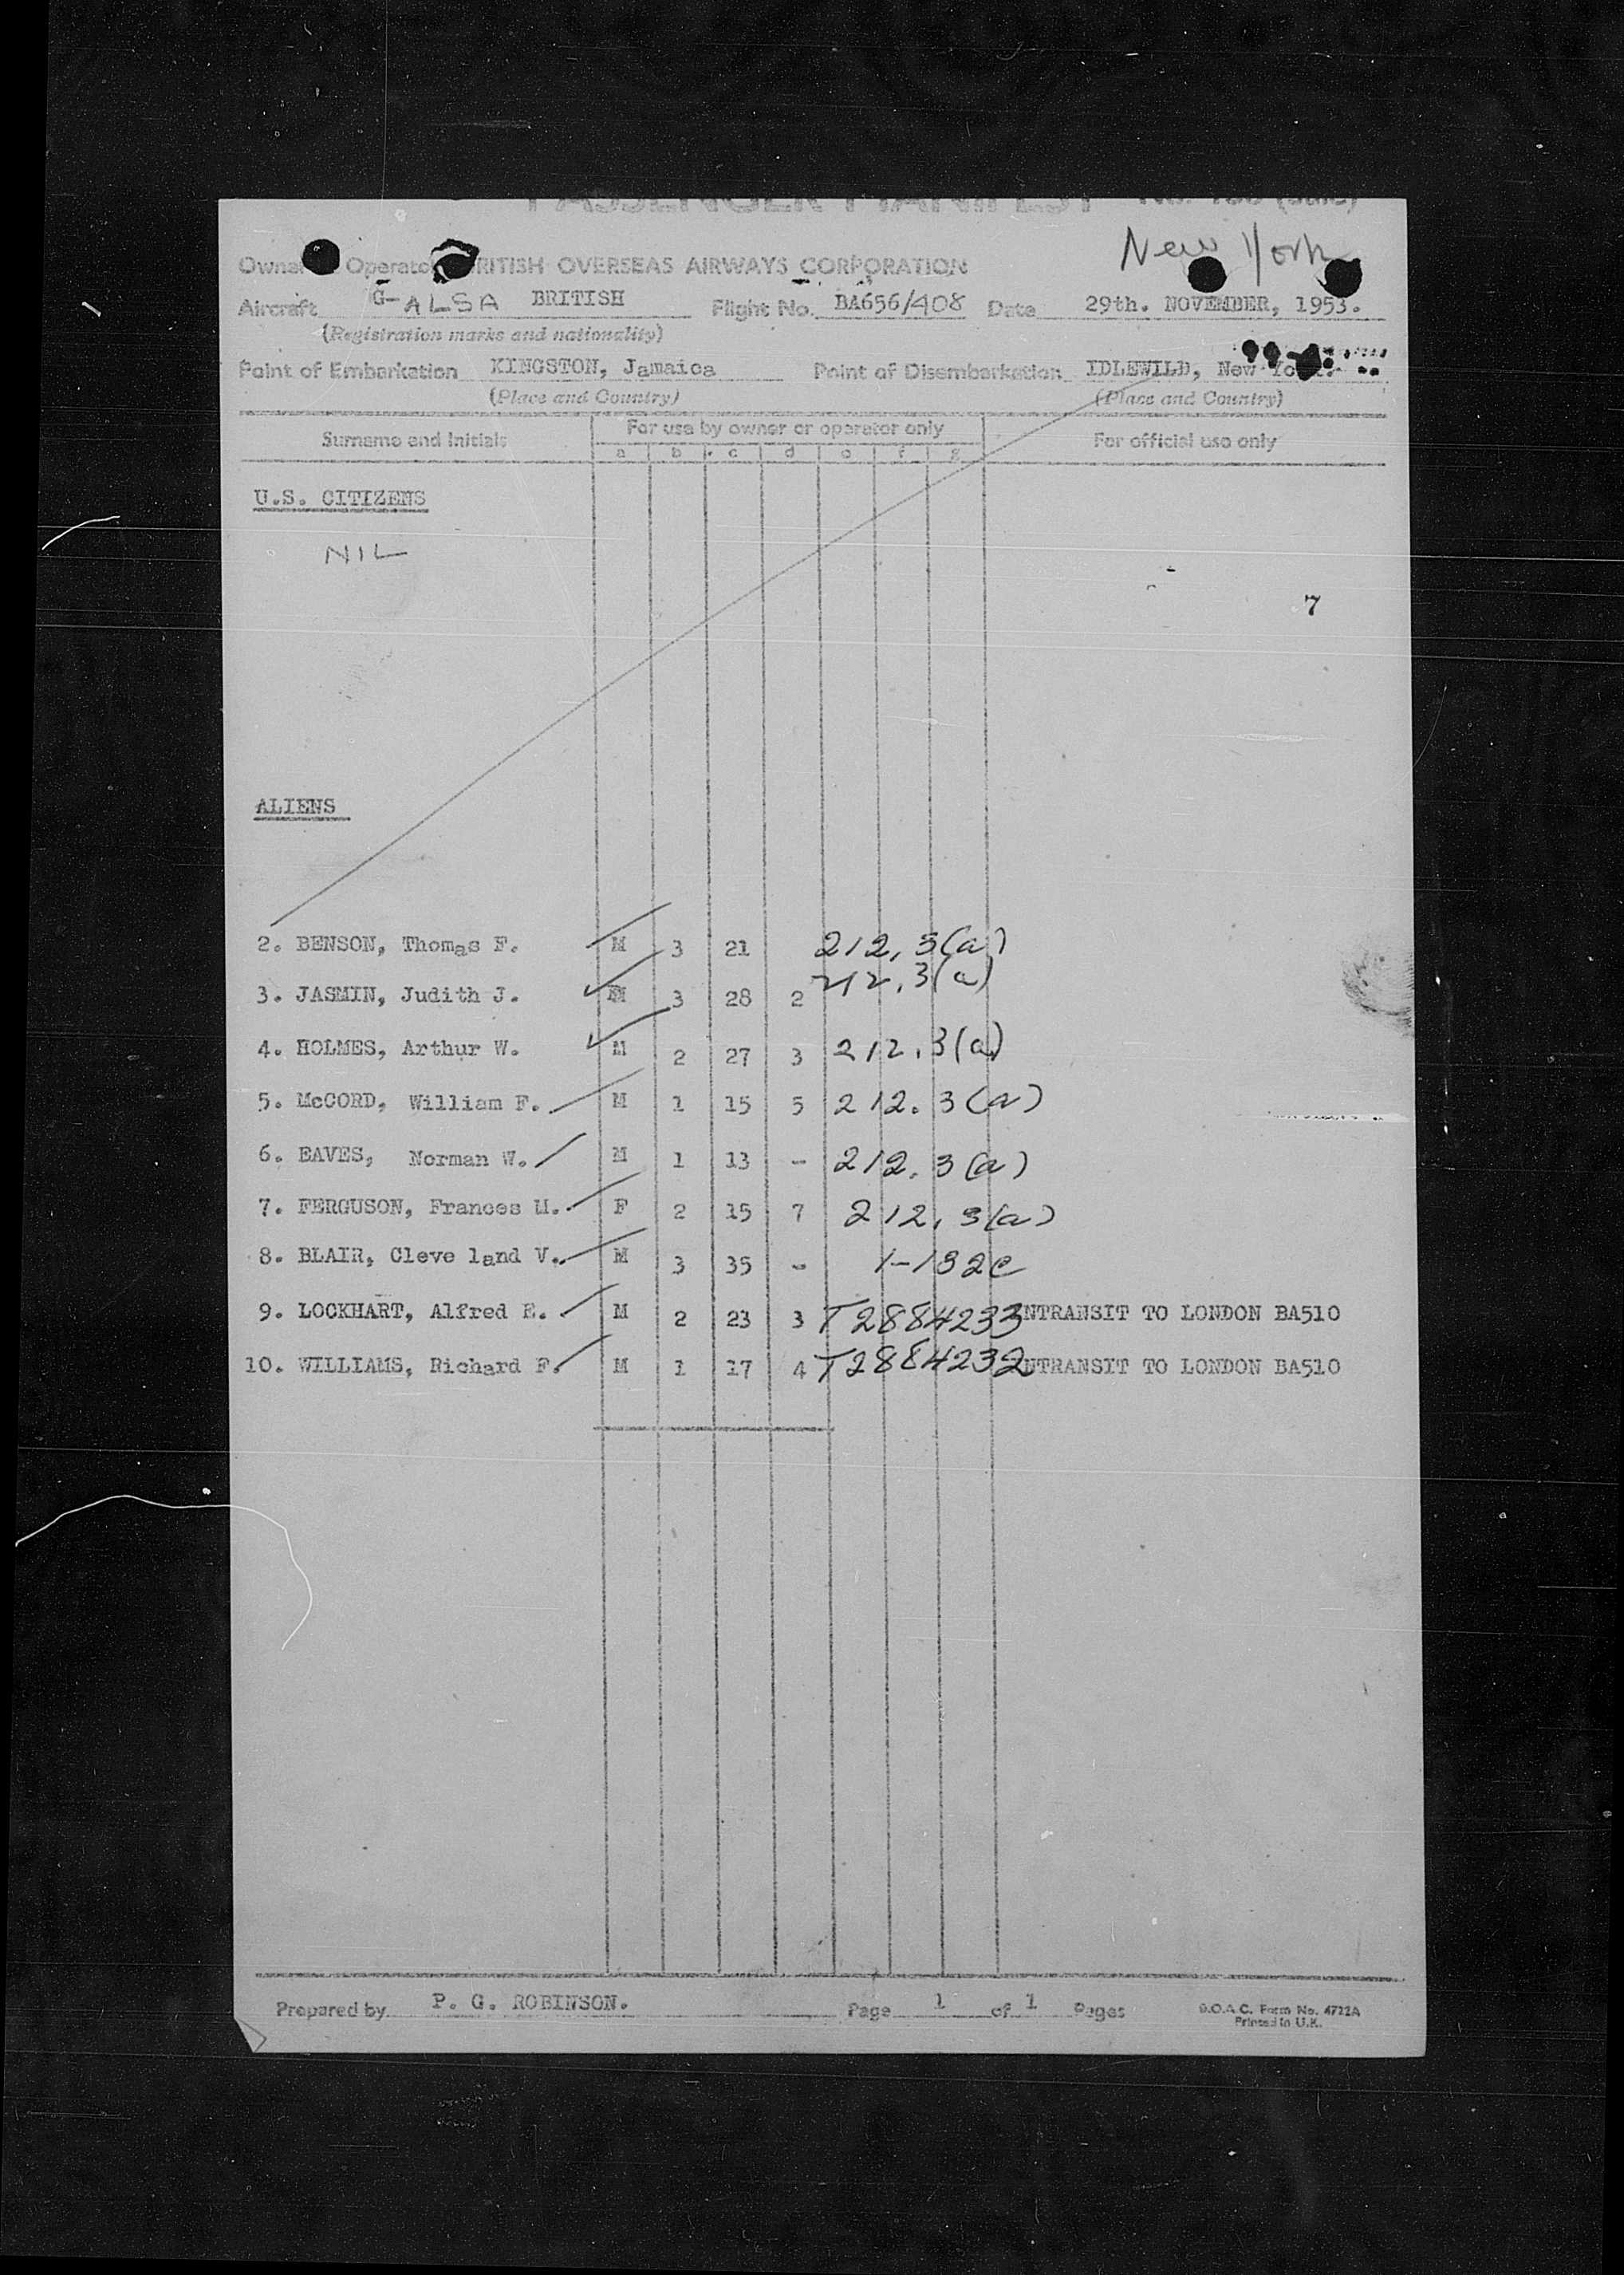 PASSENGER MANIFEST
New York
Operator BRITISH OVERSEAS AIRWAYS CORPORATION
Aircraft G-ALSA BRITISH Flight No. BA656/408 Date 29th. NOVEMBER, 1953.
(Registration marks and nationality)
Point of Embarkation KINGSTON, Jamaica Point of Disembarkation IDLEWILD, New York.
(Place and Country) (Place and Country)
Surname and Initials For use by owner or operator only For official use only
a b c d e f g
U.S. CITIZENS
NIL
7
ALIENS
2. BENSON, Thomas F. M 3 21 212.3(a)
3. JASMIN, Judith J. 3 28 2 212.3(a)
4. HOLMES, Arthur W. M 2 27 3 212.3(a)
5. McCORD, William F. M 1 15 5 212.3(a)
6. EAVES, Norman W. M 1 13 - 212.3(a)
7. FERGUSON, Frances M. F 2 15 7 212.3(a)
8. BLAIR, Cleve land V. M 3 35 - 1-132c
9. LOCKHART, Alfred E. M 2 23 3 T2884233 INTRANSIT TO LONDON BA510
10. WILLIAMS, Richard F. M 1 17 4 T2884232 INTRANSIT TO LONDON BA510
Prepared by P. G. ROBINSON. Page 1 of 1 Pages
B.O.A.C. Form No. 4722A
Printed in U.K.